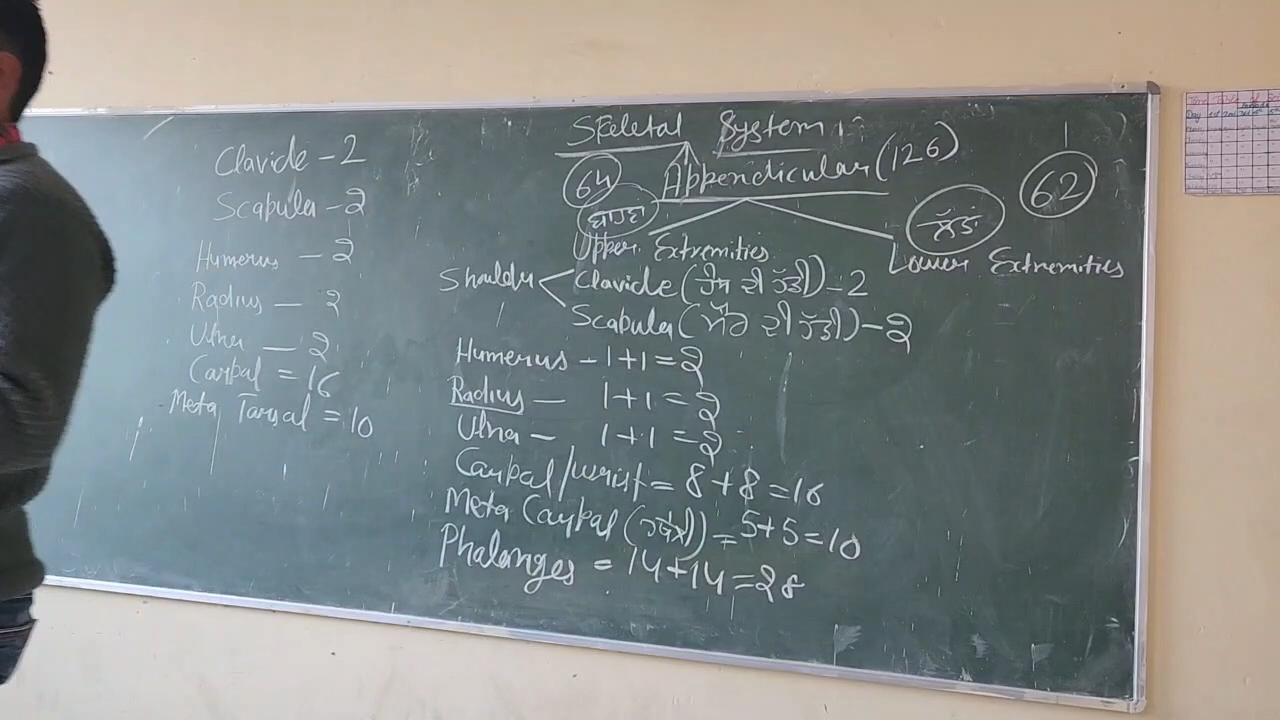 Clavicle - 2
Scapula - 2
Humerus - 2
Radius - 2
Ulna - 2
Carpal = 16
Meta Tarsal = 10
Skeletal System
64 Appendicular (126) 62
ਬਾਹਵਾਂ ਲੱਤਾਂ
Upper Extremities Lower Extremities
Shoulder
Clavicle (ਹੰਸ ਦੀ ਹੱਡੀ) - 2
Scapula (ਮੌਰ ਦੀ ਹੱਡੀ) - 2
Humerus - 1 + 1 = 2
Radius - 1 + 1 = 2
Ulna - 1 + 1 = 2
Carpal/wrist = 8 + 8 = 16
Meta Carpal (ਹਥੇਲੀ) = 5 + 5 = 10
Phalanges = 14 + 14 = 28